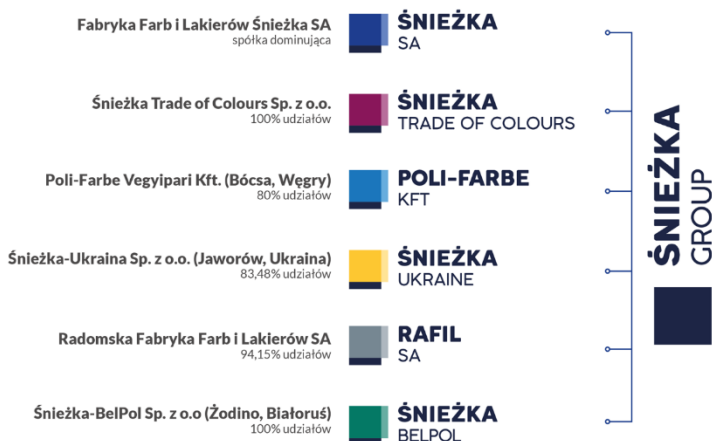 Fabryka Farb i Lakierów Śnieżka SA
spółka dominująca
ŚNIEŻKA
SA
Śnieżka Trade of Colours Sp. z o.o.
100% udziałów
ŚNIEŻKA
TRADE OF COLOURS
Poli-Farbe Vegyipari Kft. (Bócsa, Węgry)
80% udziałów
POLI-FARBE
KFT
Śnieżka-Ukraina Sp. z o.o. (Jaworów, Ukraina)
83,48% udziałów
ŚNIEŻKA
UKRAINE
Radomska Fabryka Farb i Lakierów SA
94,15% udziałów
RAFIL
SA
Śnieżka-BelPol Sp. z o.o (Żodino, Białoruś)
100% udziałów
ŚNIEŻKA
BELPOL
ŚNIEŻKA
GROUP